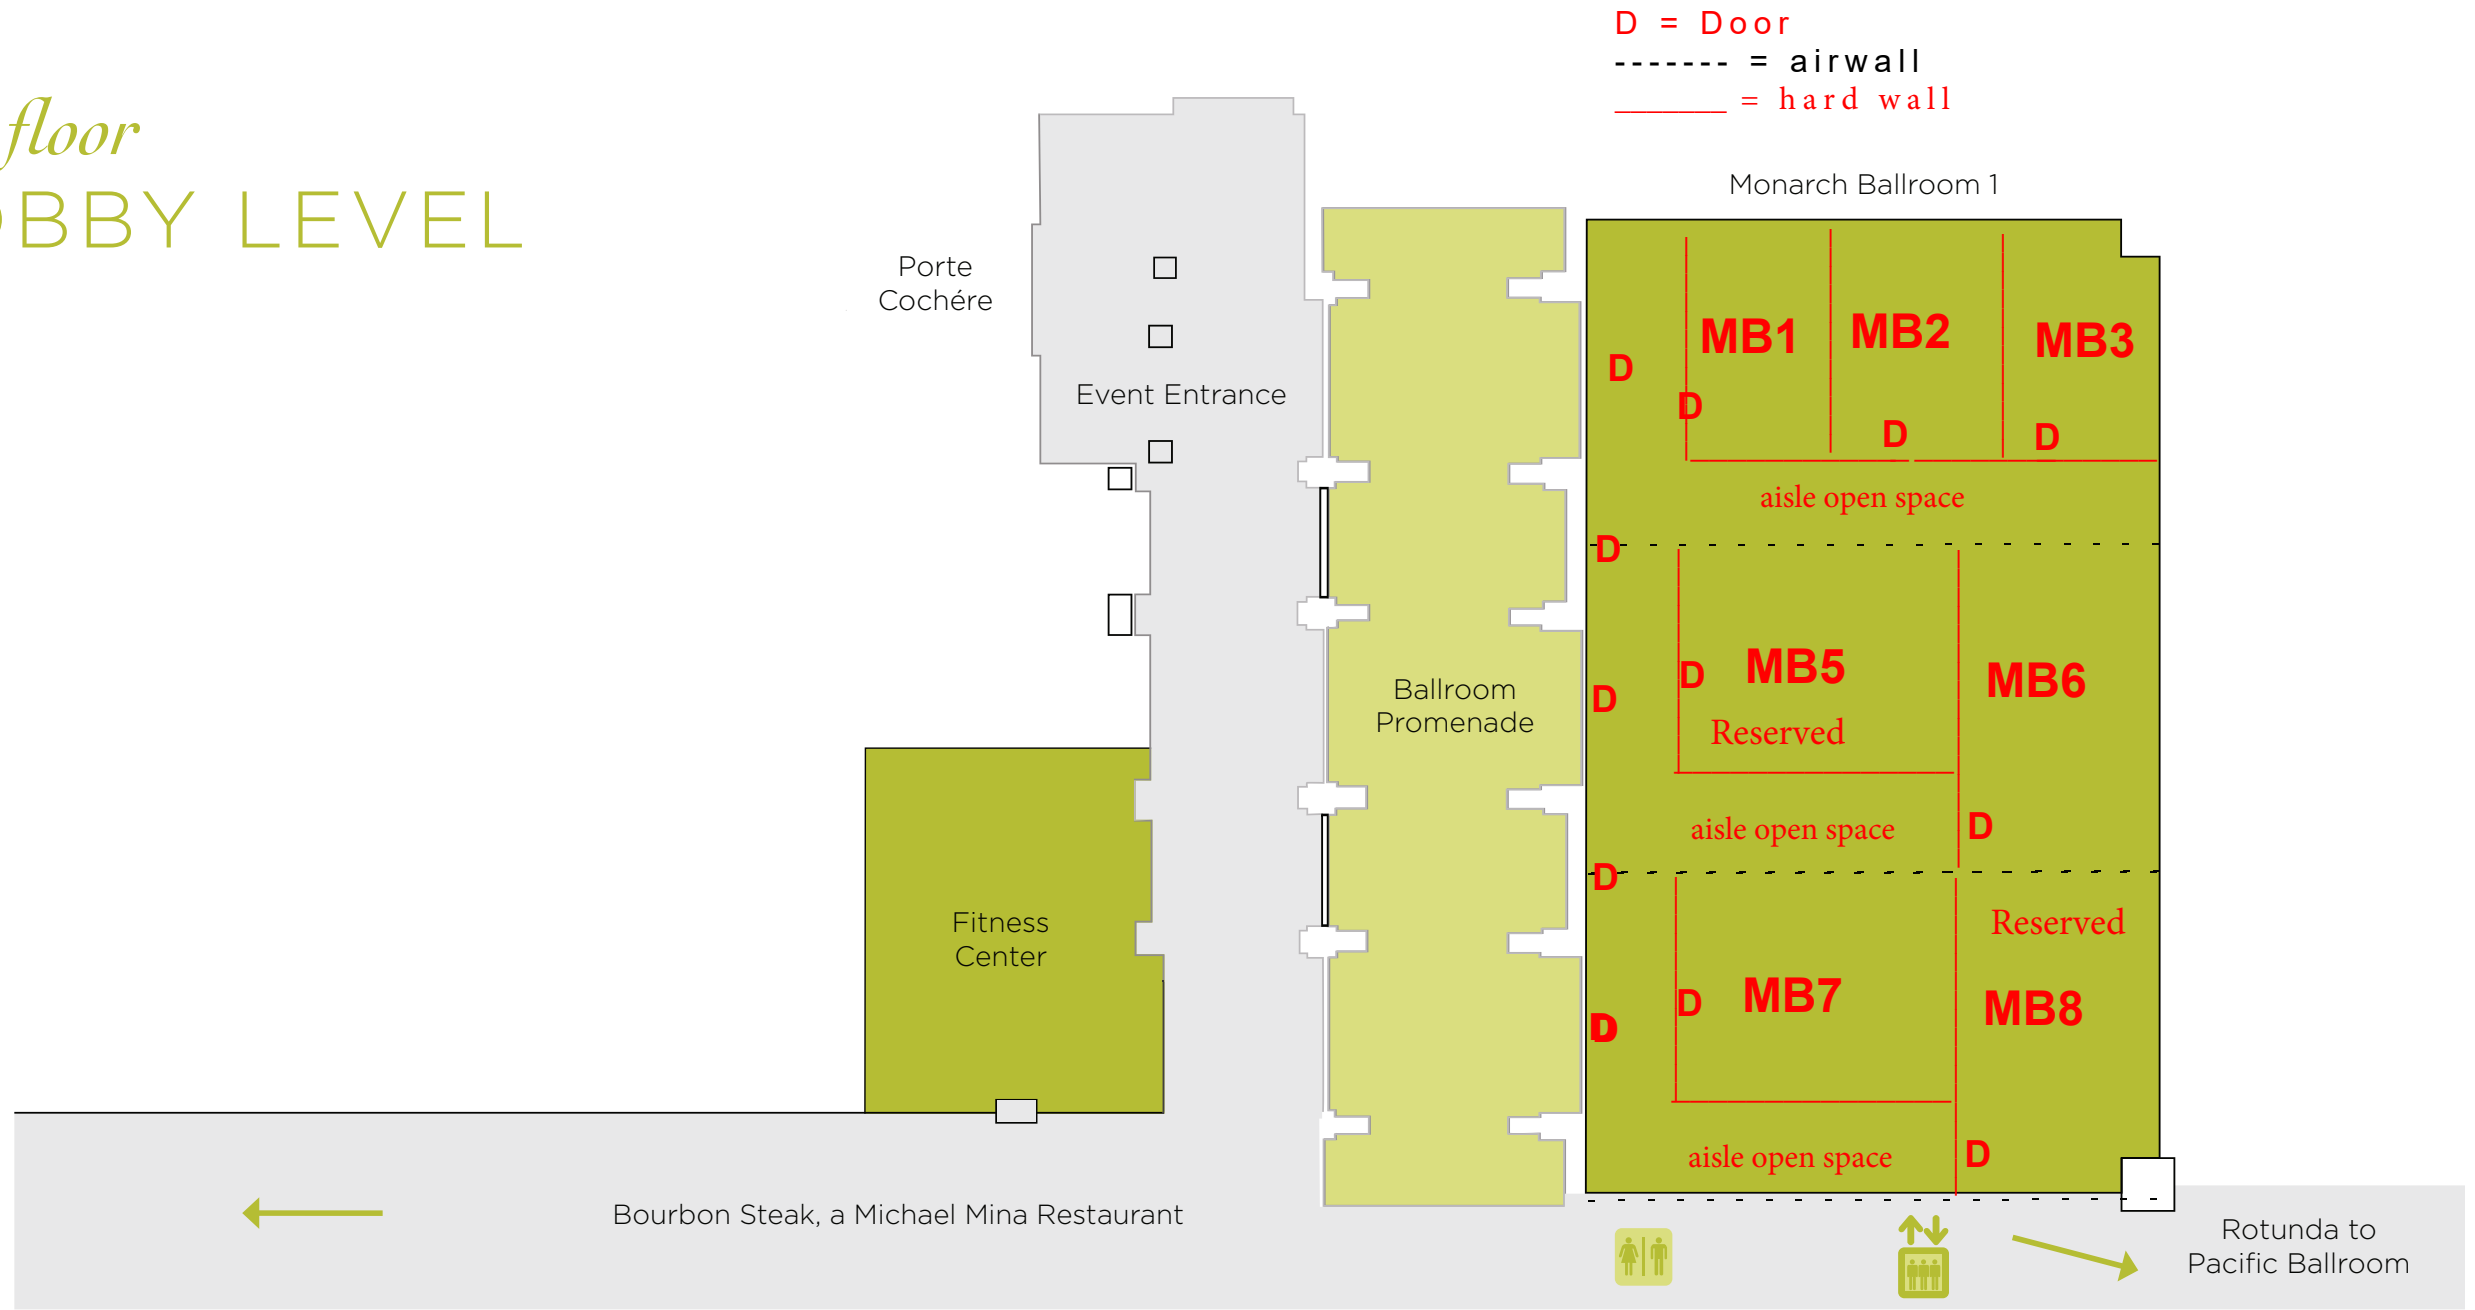 D = Door
------- = airwall
_______ = hard wall
floor
OBBY LEVEL
Monarch Ballroom 1
Porte
Cochére
Event Entrance
MB1
MB2
MB3
D
D
D
D
aisle open space
D
MB5
MB6
D
D
Reserved
aisle open space
D
D
Ballroom
Promenade
Fitness
Center
Reserved
MB7
MB8
D
D
aisle open space
D
Bourbon Steak, a Michael Mina Restaurant
Rotunda to
Pacific Ballroom